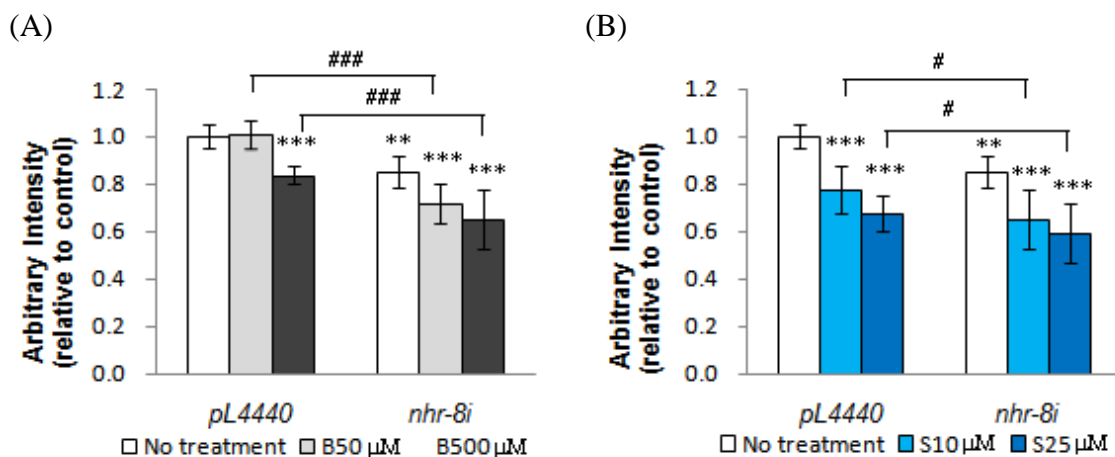 (A)
###
###
1.2
1.0
0.8
0.6
0.4
0.2
0.0
Arbitrary Intensity
(relative to control)
***
**
***
***
pL4440
nhr-8i
No treatment
B50 μM
B500 μM
(B)
#
#
1.2
1.0
0.8
0.6
0.4
0.2
0.0
Arbitrary Intensity
(relative to control)
***
***
**
***
***
pL4440
nhr-8i
No treatment
S10 μM
S25 μM